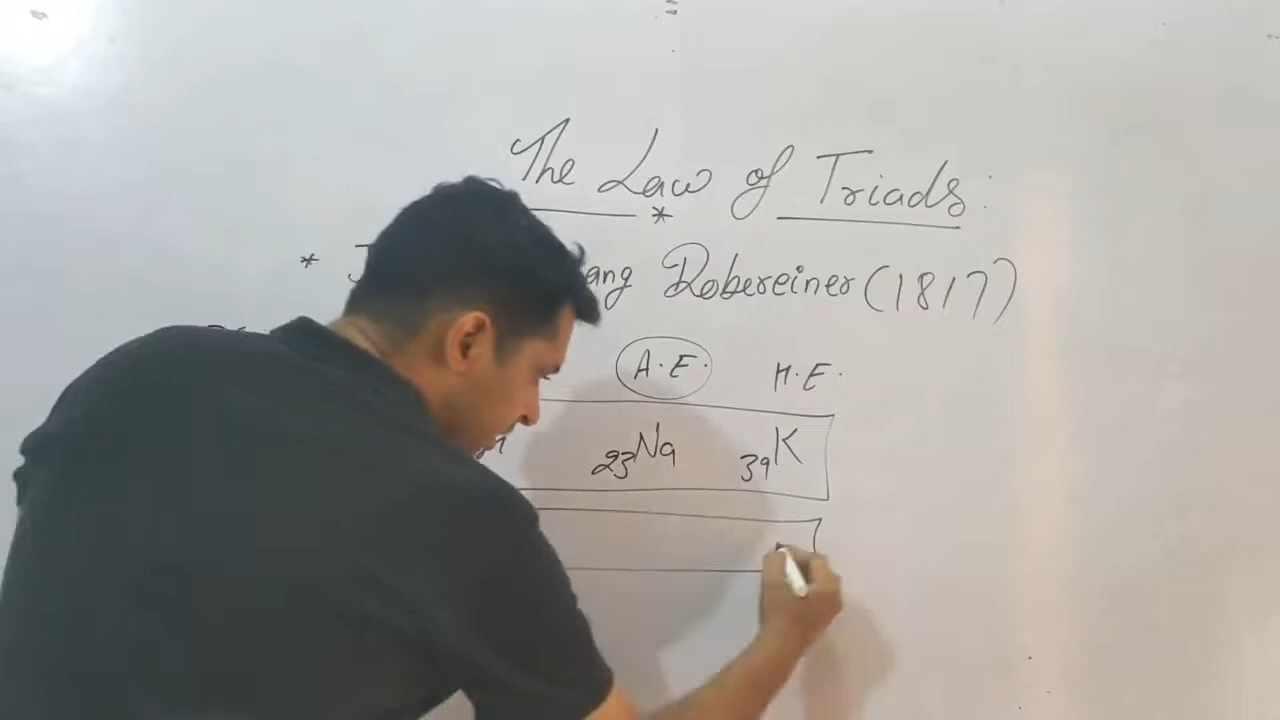 The Law of Triads:
* ang Dobereiner (1817)
A.E. H.E.
23Na 39K